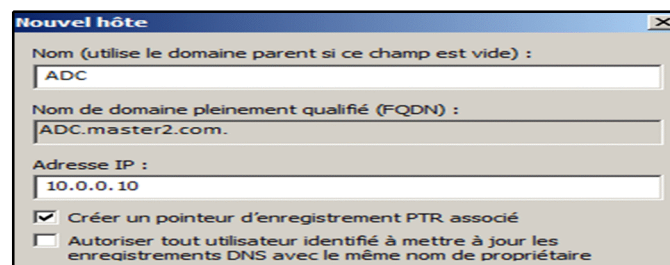 Nouvel hôte
Nom (utilise le domaine parent si ce champ est vide) :
ADC
Nom de domaine pleinement qualifié (FQDN) :
ADC.master2.com.
Adresse IP :
10.0.0.10
Créer un pointeur d'enregistrement PTR associé
Autoriser tout utilisateur identifié à mettre à jour les
enregistrements DNS avec le même nom de propriétaire